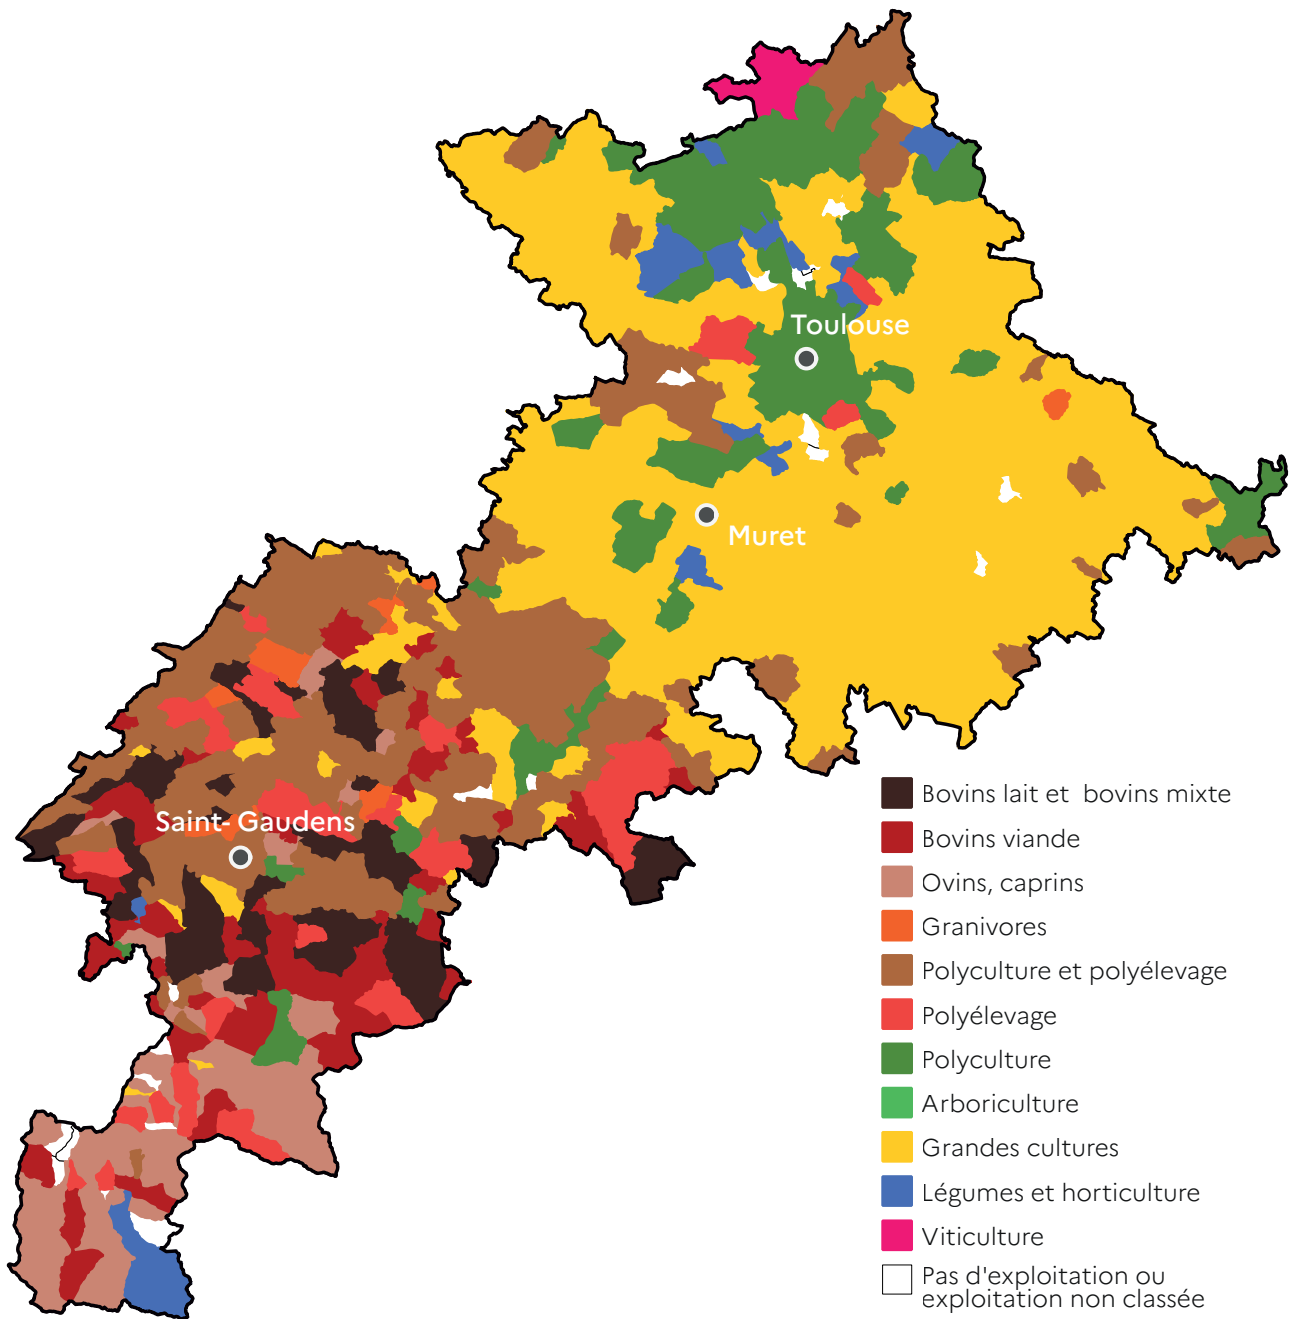 Toulouse
Muret
Saint- Gaudens
Bovins lait et bovins mixte
Bovins viande
Ovins, caprins
Granivores
Polyculture et polyélevage
Polyélevage
Polyculture
Arboriculture
Grandes cultures
Légumes et horticulture
Viticulture
Pas d'exploitation ou
exploitation non classée